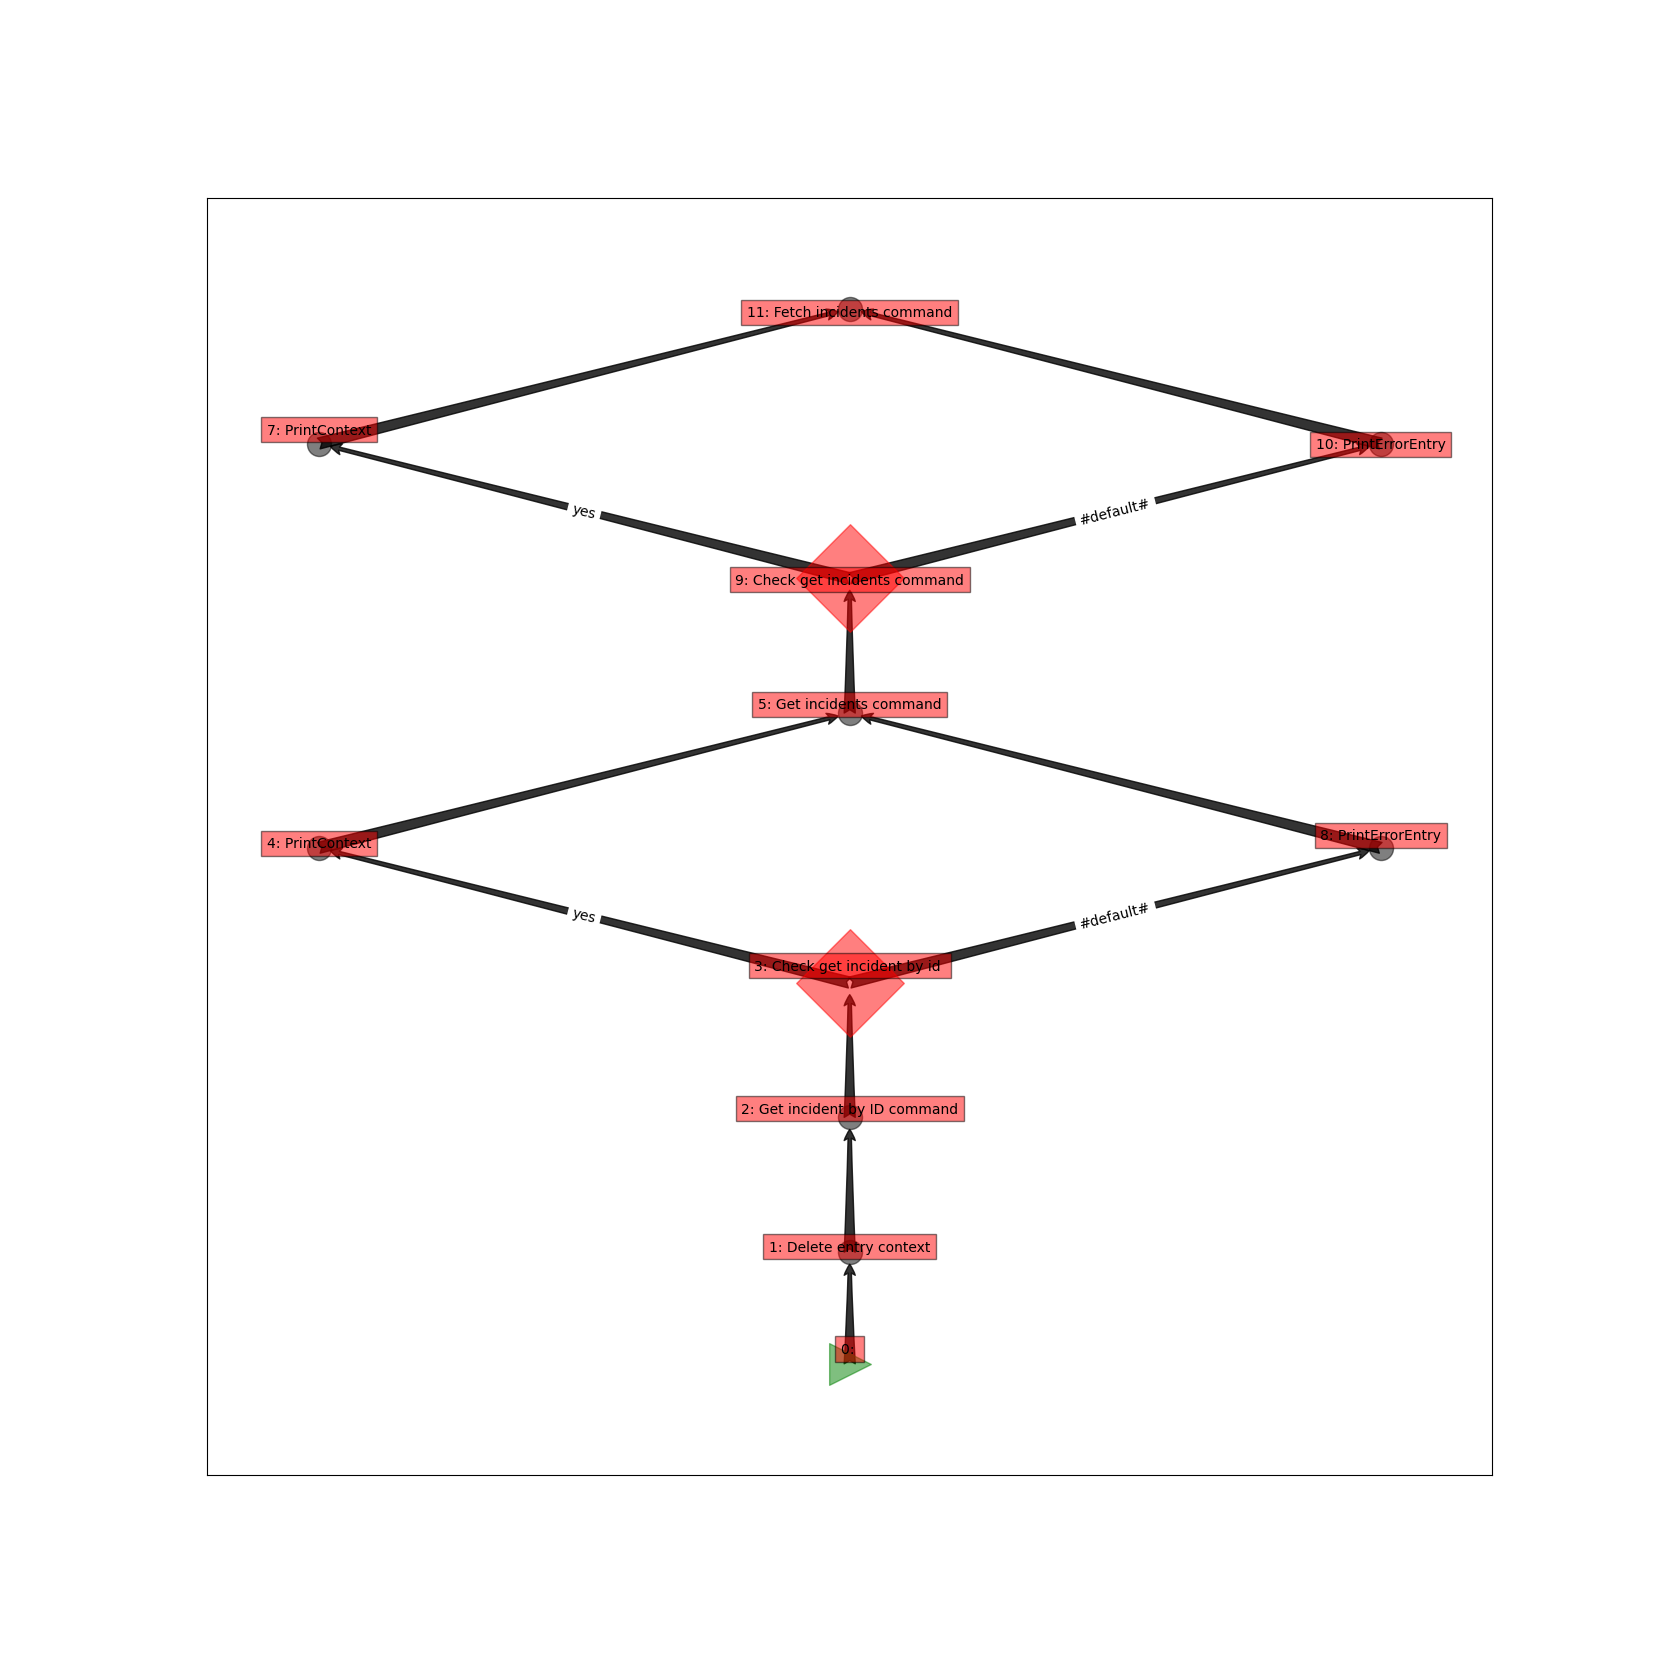 11: Fetch incidents command
7: PrintContext
10: PrintErrorEntry
yes
#default#
9: Check get incidents command
5: Get incidents command
4: PrintContext
8: PrintErrorEntry
yes
#default#
3: Check get incident by id
2: Get incident by ID command
1: Delete entry context
0: